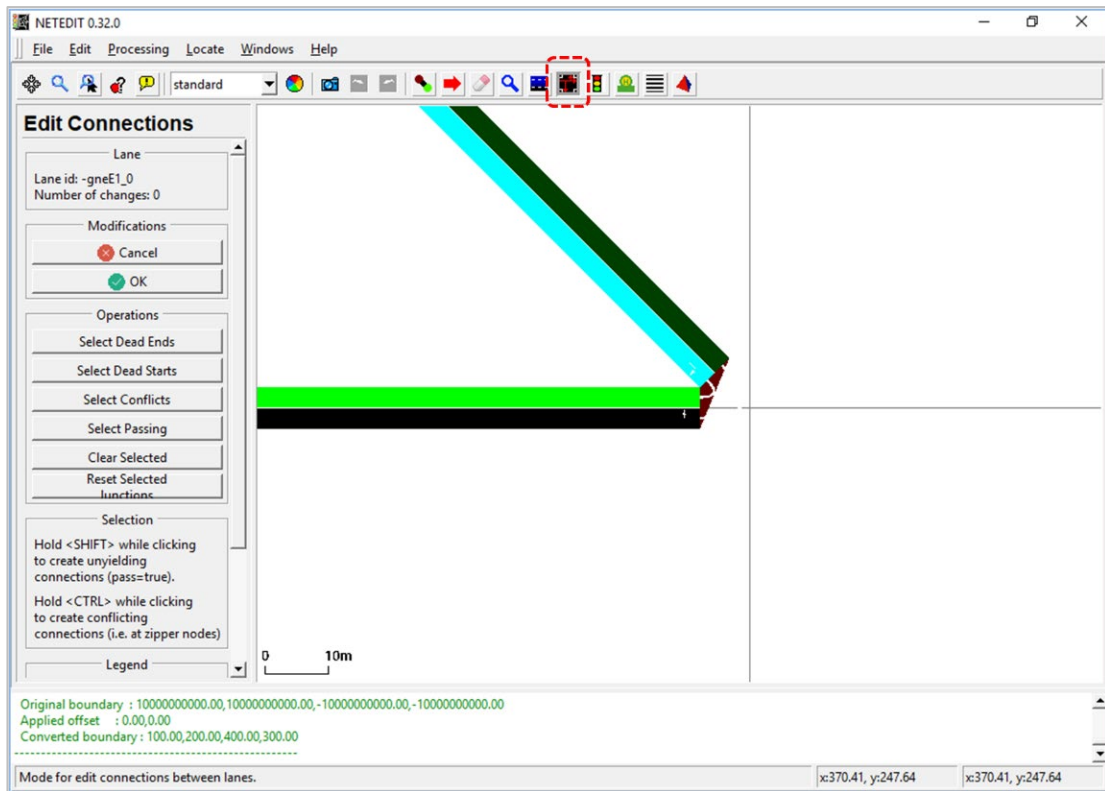 NETEDIT 0.32.0
File Edit Processing Locate Windows Help
standard
Edit Connections
Lane
Lane id: -gneE1_0
Number of changes: 0
Modifications
Cancel
OK
Operations
Select Dead Ends
Select Dead Starts
Select Conflicts
Select Passing
Clear Selected
Reset Selected
Junctions
Selection
Hold <SHIFT> while clicking
to create unyielding
connections (pass=true).
Hold <CTRL> while clicking
to create conflicting
connections (i.e. at zipper nodes)
Legend
0 10m
Original boundary : 10000000000.00,10000000000.00,-10000000000.00,-10000000000.00
Applied offset : 0.00,0.00
Converted boundary : 100.00,200.00,400.00,300.00
-----------------------------------------------------
Mode for edit connections between lanes.
x:370.41, y:247.64
x:370.41, y:247.64